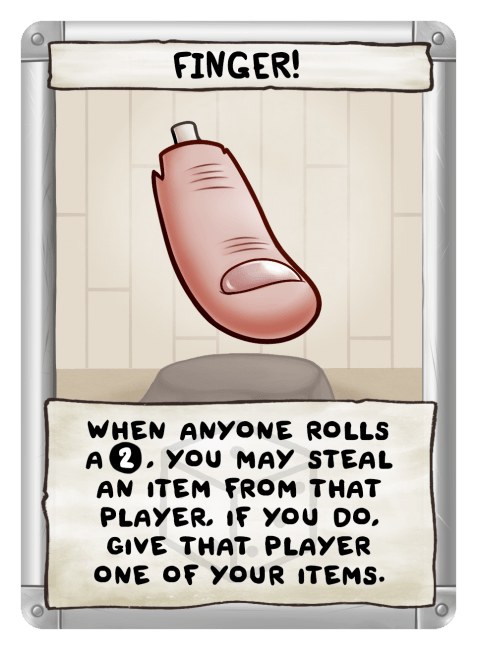 FINGER!
WHEN ANYONE ROLLS
A 2, YOU MAY STEAL
AN ITEM FROM THAT
PLAYER. IF YOU DO,
GIVE THAT PLAYER
ONE OF YOUR ITEMS.